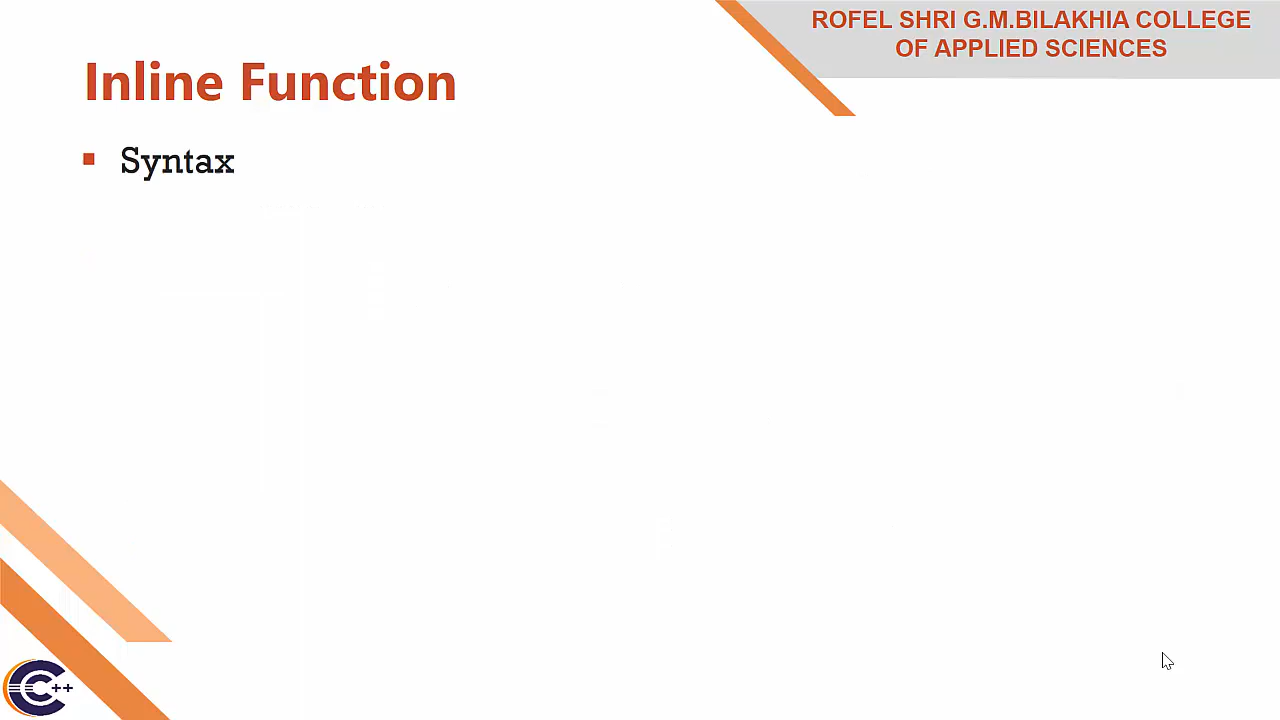 ROFEL SHRI G.M.BILAKHIA COLLEGE
OF APPLIED SCIENCES
Inline Function
Syntax
C++